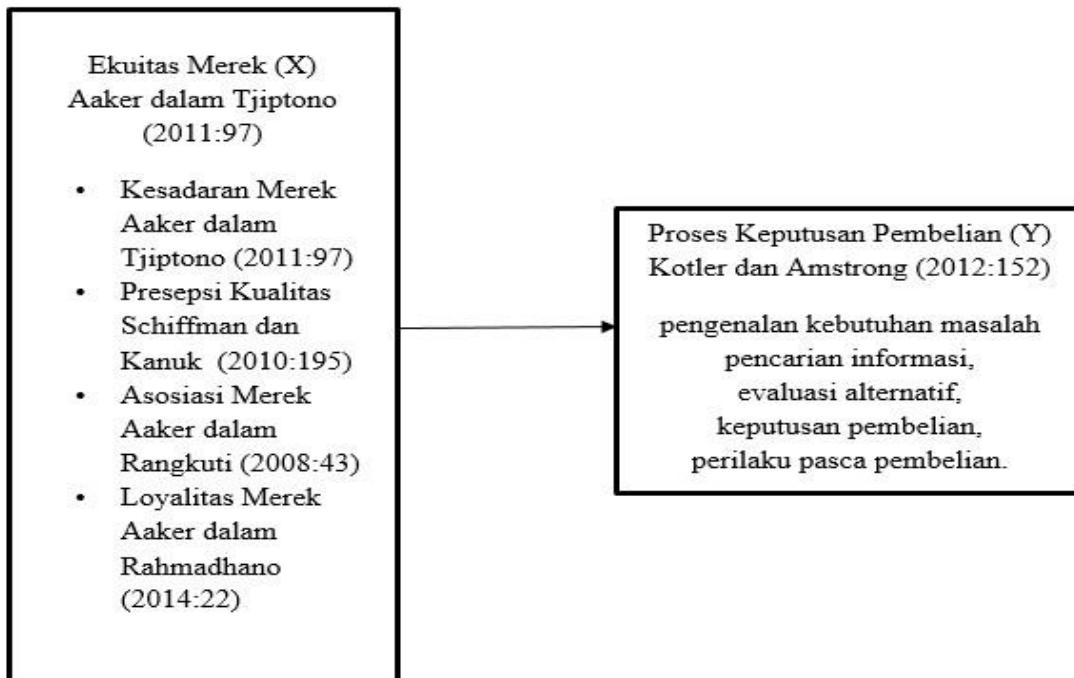 Ekuitas Merek (X)
Aaker dalam Tjiptono
(2011:97)
• Kesadaran Merek
Aaker dalam
Tjiptono (2011:97)
• Presepsi Kualitas
Schiffman dan
Kanuk (2010:195)
• Asosiasi Merek
Aaker dalam
Rangkuti (2008:43)
• Loyalitas Merek
Aaker dalam
Rahmadhano
(2014:22)
Proses Keputusan Pembelian (Y)
Kotler dan Amstrong (2012:152)
pengenalan kebutuhan masalah
pencarian informasi,
evaluasi alternatif,
keputusan pembelian,
perilaku pasca pembelian.